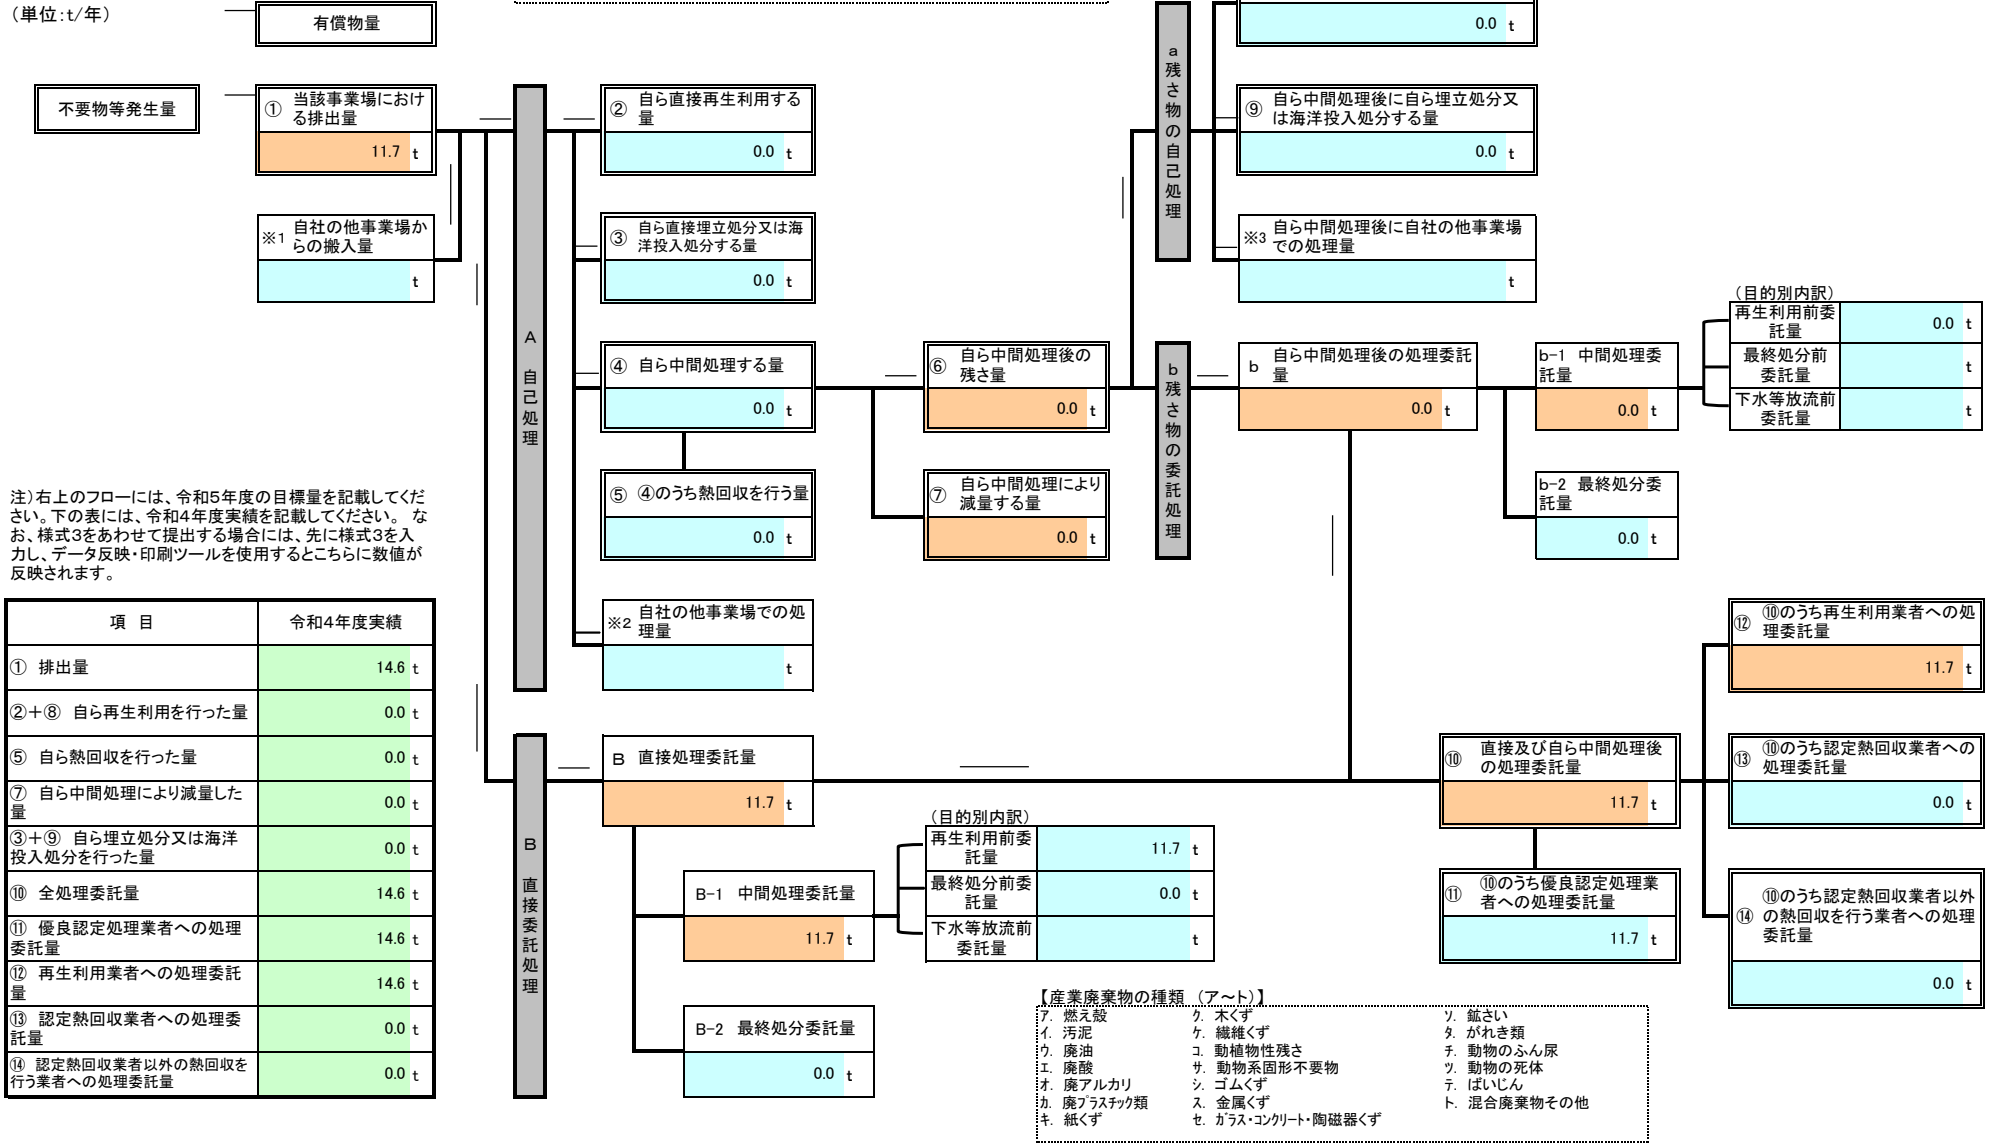 （単位:t/年）
有償物量
0.0 t
不要物等発生量
① 当該事業場におけ
る排出量
11.7 t
※1 自社の他事業場か
らの搬入量
t
A 自己処理
② 自ら直接再生利用する
量
0.0 t
③ 自ら直接埋立処分又は海
洋投入処分する量
0.0 t
④ 自ら中間処理する量
0.0 t
⑤ ④のうち熱回収を行う量
0.0 t
※2 自社の他事業場での処
理量
t
⑥ 自ら中間処理後の
残さ量
0.0 t
⑦ 自ら中間処理により
減量する量
0.0 t
a残さ物の自己処理
⑨ 自ら中間処理後に自ら埋立処分又
は海洋投入処分する量
0.0 t
※3 自ら中間処理後に自社の他事業場
での処理量
t
b残さ物の委託処理
b 自ら中間処理後の処理委託
量
0.0 t
b-1 中間処理委
託量
0.0 t
b-2 最終処分委
託量
0.0 t
（目的別内訳）
再生利用前委
託量
0.0 t
最終処分前
委託量
t
下水等放流前
委託量
t
注）右上のフローには、令和５年度の目標量を記載してくだ
さい。下の表には、令和４年度実績を記載してください。 な
お、様式３をあわせて提出する場合には、先に様式３を入
力し、データ反映・印刷ツールを使用するとこちらに数値が
反映されます。
項 目 令和４年度実績
① 排出量 14.6 t
②＋⑧ 自ら再生利用を行った量 0.0 t
⑤ 自ら熱回収を行った量 0.0 t
⑦ 自ら中間処理により減量した
量
0.0 t
③＋⑨ 自ら埋立処分又は海洋
投入処分を行った量
0.0 t
⑩ 全処理委託量 14.6 t
⑪ 優良認定処理業者への処理
委託量
14.6 t
⑫ 再生利用業者への処理委託
量
14.6 t
⑬ 認定熱回収業者への処理委
託量
0.0 t
⑭ 認定熱回収業者以外の熱回収を
行う業者への処理委託量
0.0 t
B 直接委託処理
B 直接処理委託量
11.7 t
B-1 中間処理委託量
11.7 t
B-2 最終処分委託量
0.0 t
（目的別内訳）
再生利用前委
託量
11.7 t
最終処分前委
託量
0.0 t
下水等放流前
委託量
t
⑩ 直接及び自ら中間処理後
の処理委託量
11.7 t
⑪ ⑩のうち優良認定処理業
者への処理委託量
11.7 t
⑫ ⑩のうち再生利用業者への処
理委託量
11.7 t
⑬ ⑩のうち認定熱回収業者への
処理委託量
0.0 t
⑭ ⑩のうち認定熱回収業者以外
の熱回収を行う業者への処理
委託量
0.0 t
【産業廃棄物の種類 （ア～ト）】
ｱ. 燃え殻 ｸ. 木くず ｿ. 鉱さい
ｲ. 汚泥 ｹ. 繊維くず ﾀ. がれき類
ｳ. 廃油 ｺ. 動植物性残さ ﾁ. 動物のふん尿
ｴ. 廃酸 ｻ. 動物系固形不要物 ﾂ. 動物の死体
ｵ. 廃アルカリ ｼ. ゴムくず ﾃ. ばいじん
ｶ. 廃ﾌﾟﾗｽﾁｯｸ類 ｽ. 金属くず ﾄ. 混合廃棄物その他
ｷ. 紙くず ｾ. ｶﾞﾗｽ・ｺﾝｸﾘｰﾄ・陶磁器くず